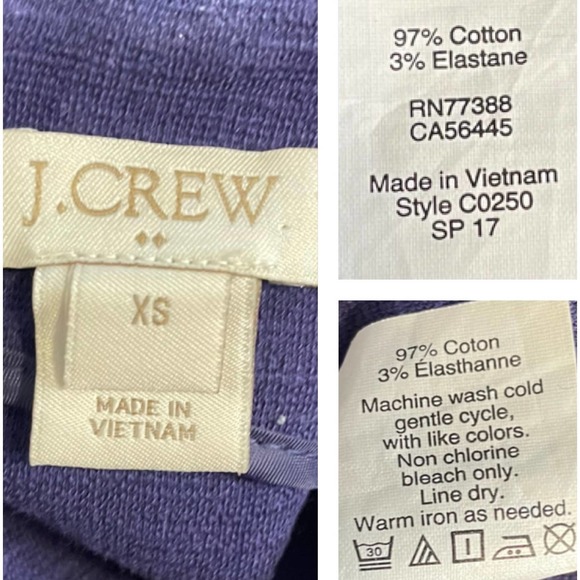 J.CREW
XS
MADE IN
VIETNAM
97% Cotton
3% Elastane
RN77388
CA56445
Made in Vietnam
Style C0250
SP 17
97% Coton
3% Élasthanne
Machine wash cold
gentle cycle,
with like colors.
Non chlorine
bleach only.
Line dry.
Warm iron as needed.
30